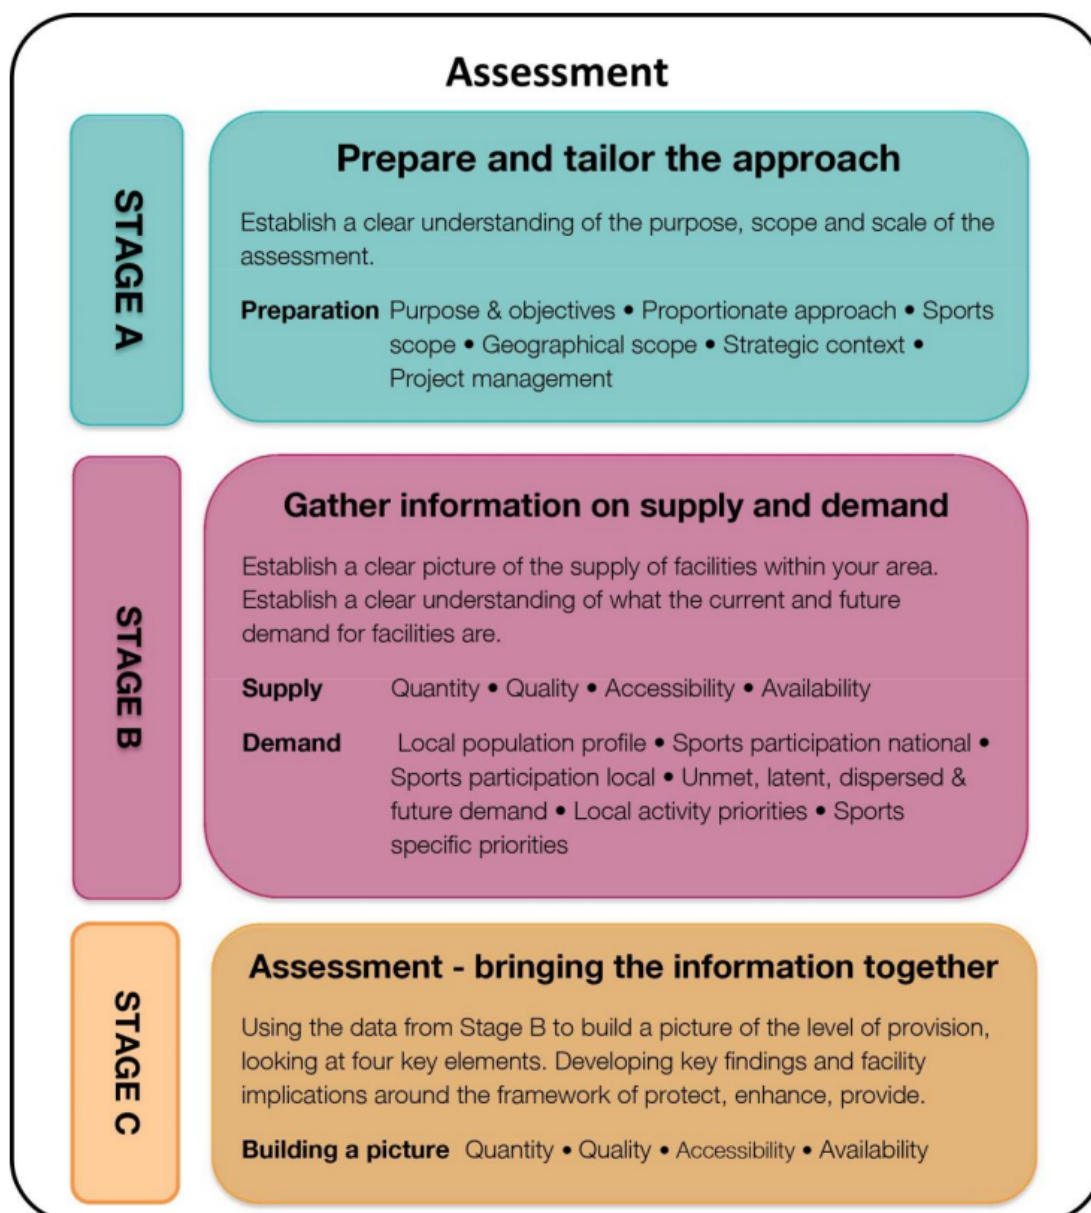 Assessment
STAGE A
Prepare and tailor the approach
Establish a clear understanding of the purpose, scope and scale of the
assessment.
Preparation Purpose & objectives • Proportionate approach • Sports
scope • Geographical scope • Strategic context •
Project management
STAGE B
Gather information on supply and demand
Establish a clear picture of the supply of facilities within your area.
Establish a clear understanding of what the current and future
demand for facilities are.
Supply Quantity • Quality • Accessibility • Availability
Demand Local population profile • Sports participation national •
Sports participation local • Unmet, latent, dispersed &
future demand • Local activity priorities • Sports
specific priorities
STAGE C
Assessment - bringing the information together
Using the data from Stage B to build a picture of the level of provision,
looking at four key elements. Developing key findings and facility
implications around the framework of protect, enhance, provide.
Building a picture Quantity • Quality • Accessibility • Availability